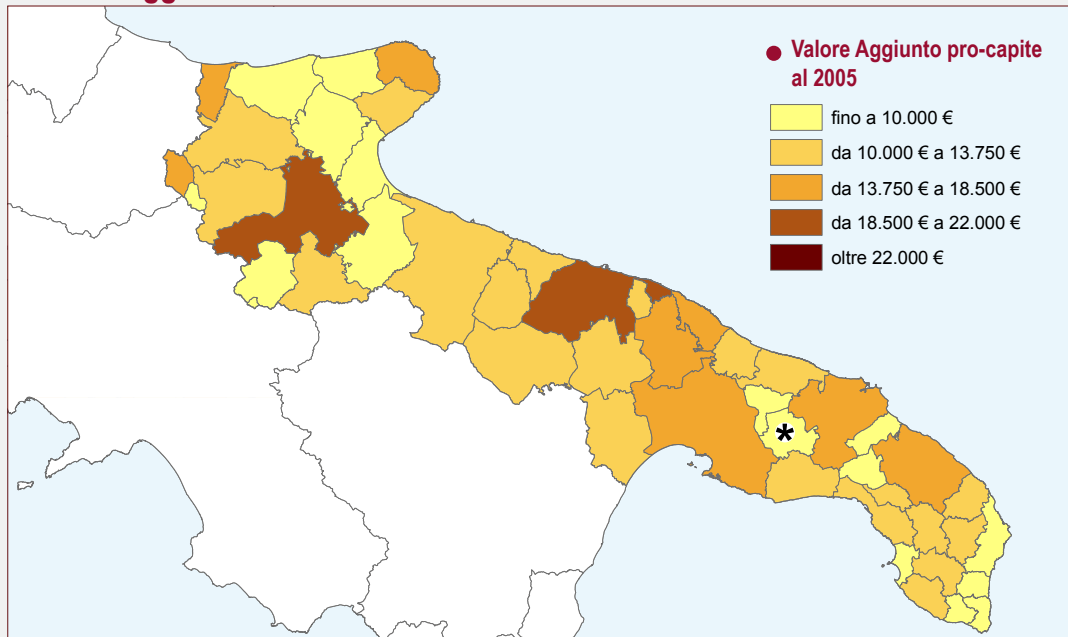 Valore Aggiunto pro-capite
al 2005
fino a 10.000 €
da 10.000 € a 13.750 €
da 13.750 € a 18.500 €
da 18.500 € a 22.000 €
oltre 22.000 €
*